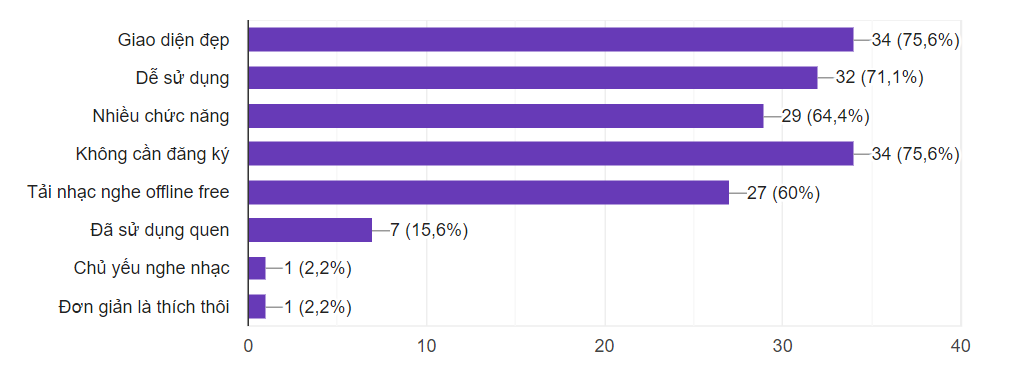 Giao diện đẹp 34 (75,6%)
Dễ sử dụng 32 (71,1%)
Nhiều chức năng 29 (64,4%)
Không cần đăng ký 34 (75,6%)
Tải nhạc nghe offline free 27 (60%)
Đã sử dụng quen 7 (15,6%)
Chủ yếu nghe nhạc 1 (2,2%)
Đơn giản là thích thôi 1 (2,2%)
0 10 20 30 40